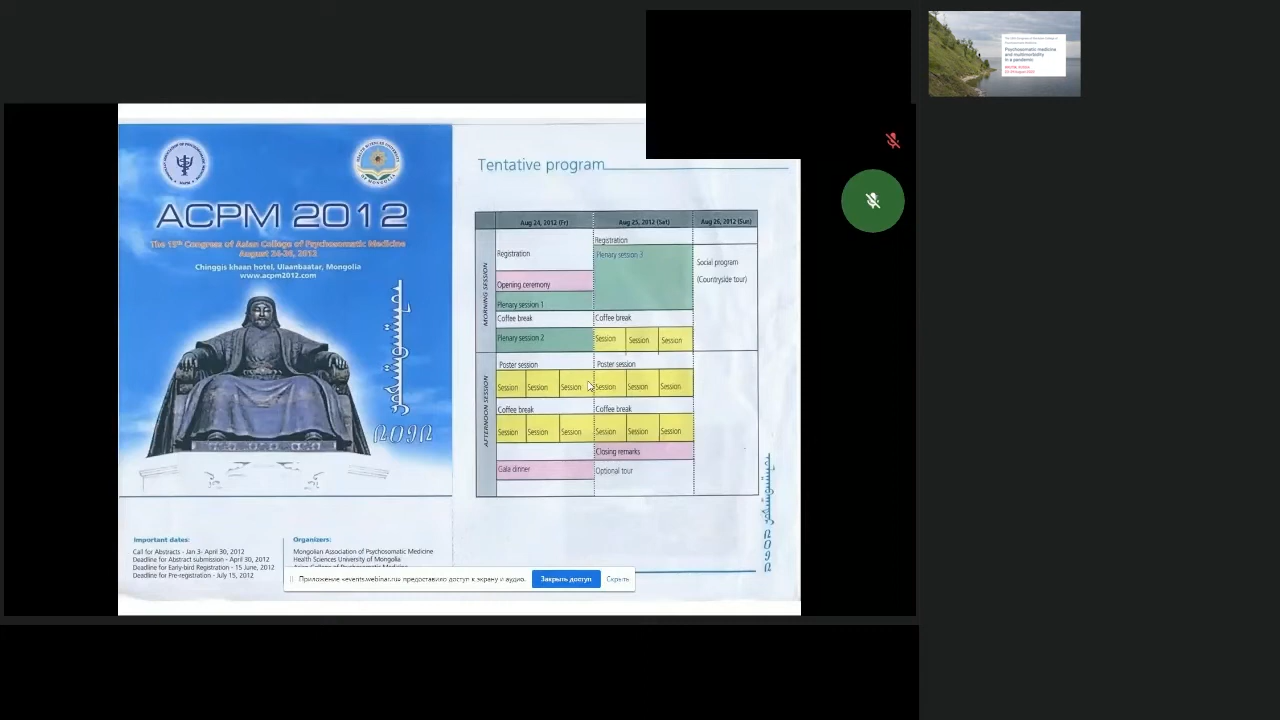 ACPM 2012
The 15th Congress of Asian College of Psychosomatic Medicine
August 24-26, 2012
Chinggis khaan hotel, Ulaanbaatar, Mongolia
www.acpm2012.com
Important dates:
Call for Abstracts - Jan 3- April 30, 2012
Deadline for Abstract submission - April 30, 2012
Deadline for Early-bird Registration - 15 June, 2012
Deadline for Pre-registration - July 15, 2012
Organizers:
Mongolian Association of Psychosomatic Medicine
Health Sciences University of Mongolia
Tentative program
Aug 24, 2012 (Fr) Aug 25, 2012 (Sat) Aug 26, 2012 (Sun)
MORNING SESSION
Registration
Registration
Plenary session 3
Social program
(Countryside tour)
Opening ceremony
Plenary session 1
Coffee break Coffee break
Plenary session 2 Session Session Session
AFTERNOON SESSION
Poster session Poster session
Session Session Session Session Session Session
Coffee break Coffee break
Session Session Session Session Session Session
Closing remarks
Gala dinner Optional tour
Приложение «events.webinar.ru» предоставило доступ к экрану и аудио.
Закрыть доступ
Скрыть
Psychosomatic medicine
and multimorbidity
in a pandemic